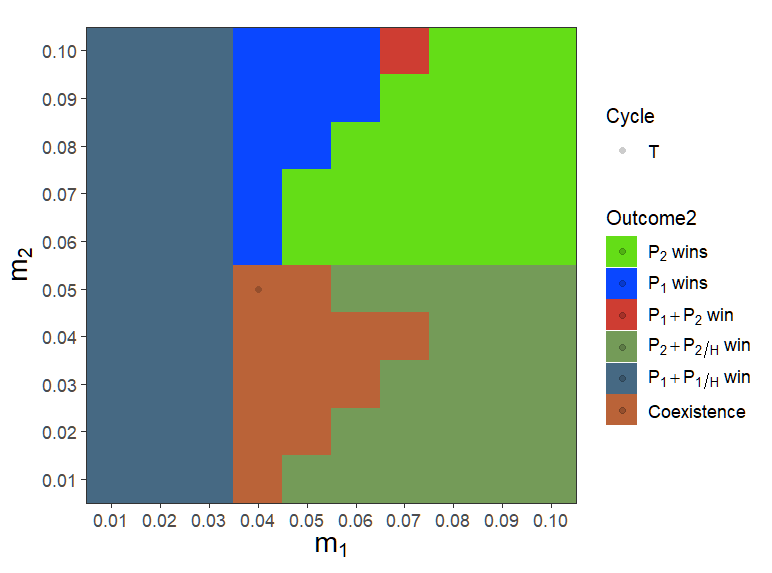 0.10
0.09
0.08
0.07
0.06
0.05
0.04
0.03
0.02
0.01
m2
0.01 0.02 0.03 0.04 0.05 0.06 0.07 0.08 0.09 0.10
m1
Cycle
T
Outcome2
P2 wins
P1 wins
P1+P2 win
P2+P2/H win
P1+P1/H win
Coexistence